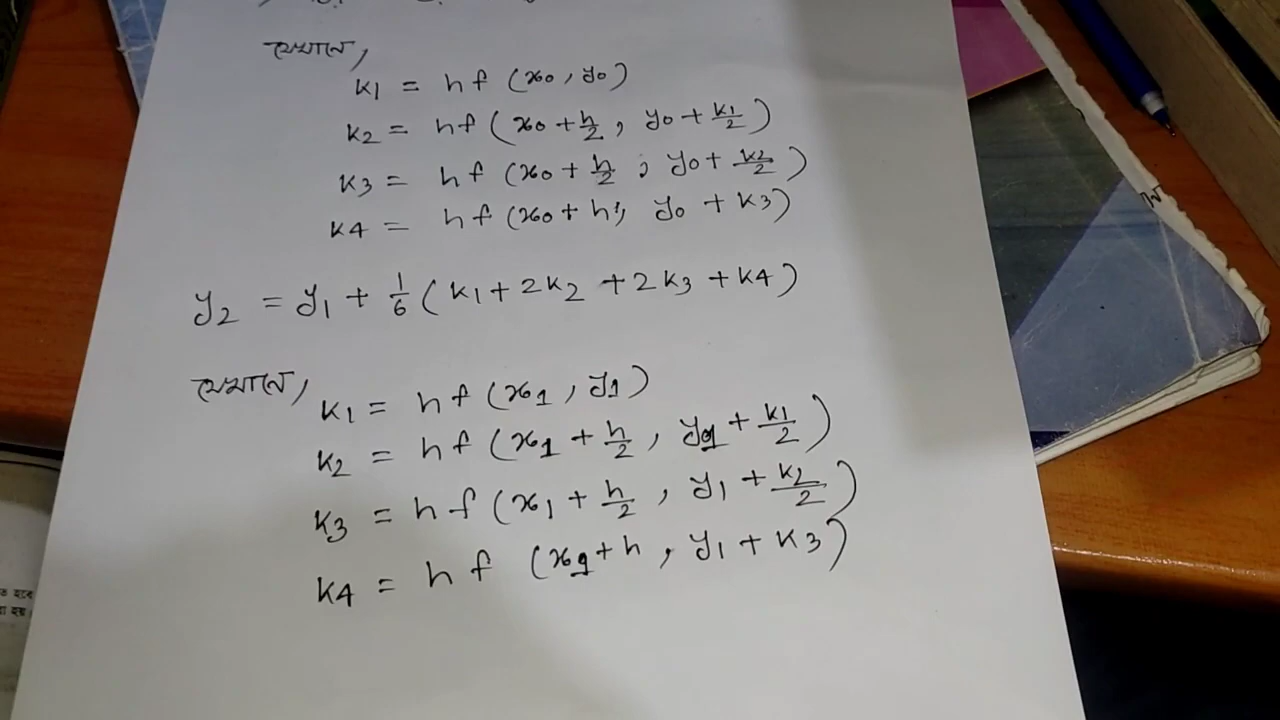 যেখানে,
K1 = hf (x0, y0)
K2 = hf (x0 + h/2, y0 + K1/2)
K3 = hf (x0 + h/2, y0 + K2/2)
K4 = hf (x0 + h, y0 + K3)
y2 = y1 + 1/6 (K1 + 2K2 + 2K3 + K4)
যেখানে,
K1 = hf (x1, y1)
K2 = hf (x1 + h/2, y1 + K1/2)
K3 = hf (x1 + h/2, y1 + K2/2)
K4 = hf (x1 + h, y1 + K3)